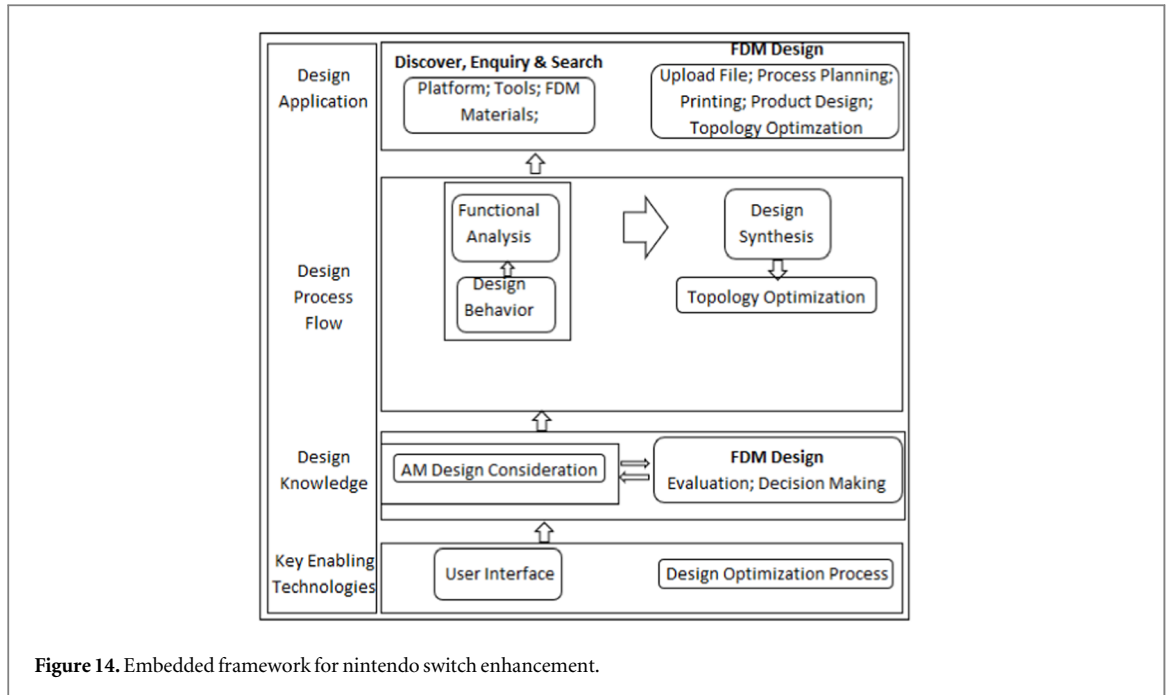 Design
Application
Discover, Enquiry & Search
Platform; Tools; FDM
Materials;
FDM Design
Upload File; Process Planning;
Printing; Product Design;
Topology Optimzation
Design
Process
Flow
Functional
Analysis
Design
Behavior
Design
Synthesis
Topology Optimization
Design
Knowledge
AM Design Consideration
FDM Design
Evaluation; Decision Making
Key Enabling
Technologies
User Interface
Design Optimization Process
Figure 14. Embedded framework for nintendo switch enhancement.